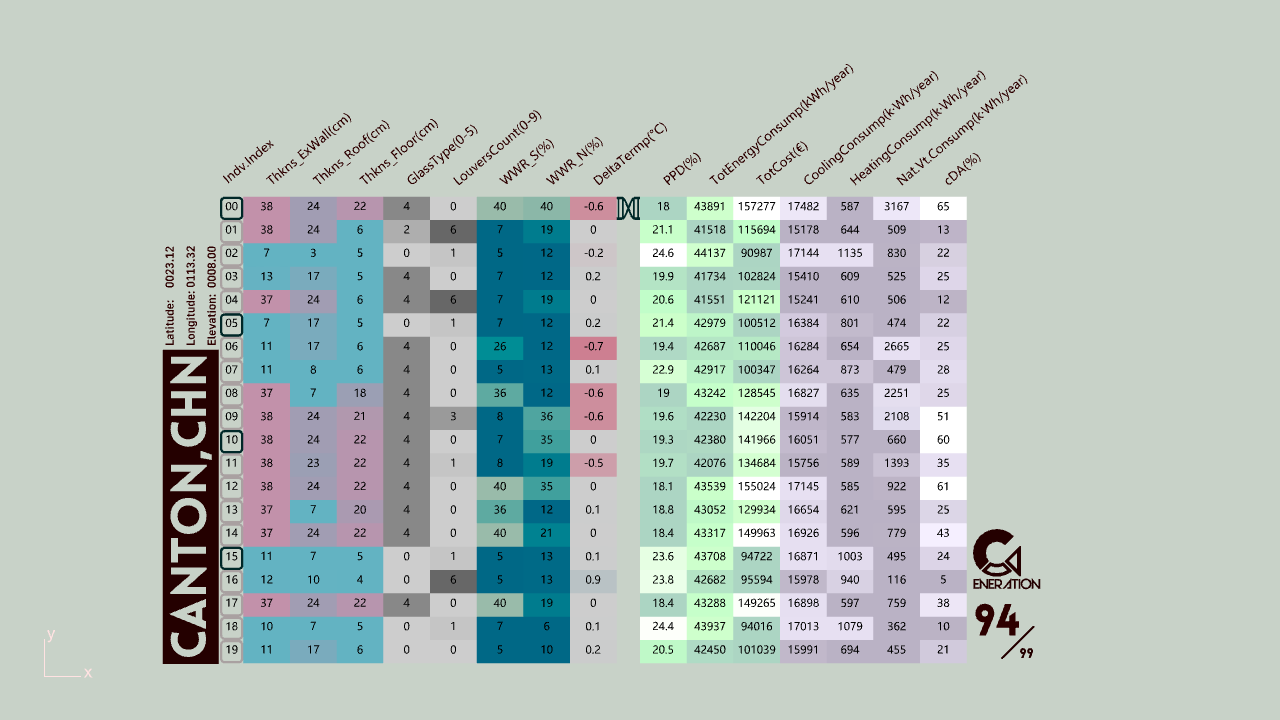 Indv.Index Thkns_ExWall(cm) Thkns_Roof(cm) Thkns_Floor(cm) GlassType(0-5) LouversCount(0-9) WWR_S(%) WWR_N(%) DeltaTermp(°C) PPD(%) TotEnergyConsump(kWh/year) TotCost(€) CoolingConsump(k·Wh/year) HeatingConsump(k·Wh/year) Nat.Vt.Consump(k·Wh/year) cDA(%)
00 38 24 22 4 0 40 40 -0.6 18 43891 157277 17482 587 3167 65
01 38 24 6 2 6 7 19 0 21.1 41518 115694 15178 644 509 13
02 7 3 5 0 1 5 12 -0.2 24.6 44137 90987 17144 1135 830 22
03 13 17 5 4 0 7 12 0.2 19.9 41734 102824 15410 609 525 25
04 37 24 6 4 6 7 19 0 20.6 41551 121121 15241 610 506 12
05 7 17 5 0 1 7 12 0.2 21.4 42979 100512 16384 801 474 22
06 11 17 6 4 0 26 12 -0.7 19.4 42687 110046 16284 654 2665 25
07 11 8 6 4 0 5 13 0.1 22.9 42917 100347 16264 873 479 28
08 37 7 18 4 0 36 12 -0.6 19 43242 128545 16827 635 2251 25
09 38 24 21 4 3 8 36 -0.6 19.6 42230 142204 15914 583 2108 51
10 38 24 22 4 0 7 35 0 19.3 42380 141966 16051 577 660 60
11 38 23 22 4 1 8 19 -0.5 19.7 42076 134684 15756 589 1393 35
12 38 24 22 4 0 40 35 0 18.1 43539 155024 17145 585 922 61
13 37 7 20 4 0 36 12 0.1 18.8 43052 129934 16654 621 595 25
14 37 24 22 4 0 40 21 0 18.4 43317 149963 16926 596 779 43
15 11 7 5 0 1 5 13 0.1 23.6 43708 94722 16871 1003 495 24
16 12 10 4 0 6 5 13 0.9 23.8 42682 95594 15978 940 116 5
17 37 24 22 4 0 40 19 0 18.4 43288 149265 16898 597 759 38
18 10 7 5 0 1 7 6 0.1 24.4 43937 94016 17013 1079 362 10
19 11 17 6 0 0 5 10 0.2 20.5 42450 101039 15991 694 455 21
Latitude: 0023.12
Longitude: 0113.32
Elevation: 0008.00
CANTON,CHN
G
ENERATION
94/99
y
x